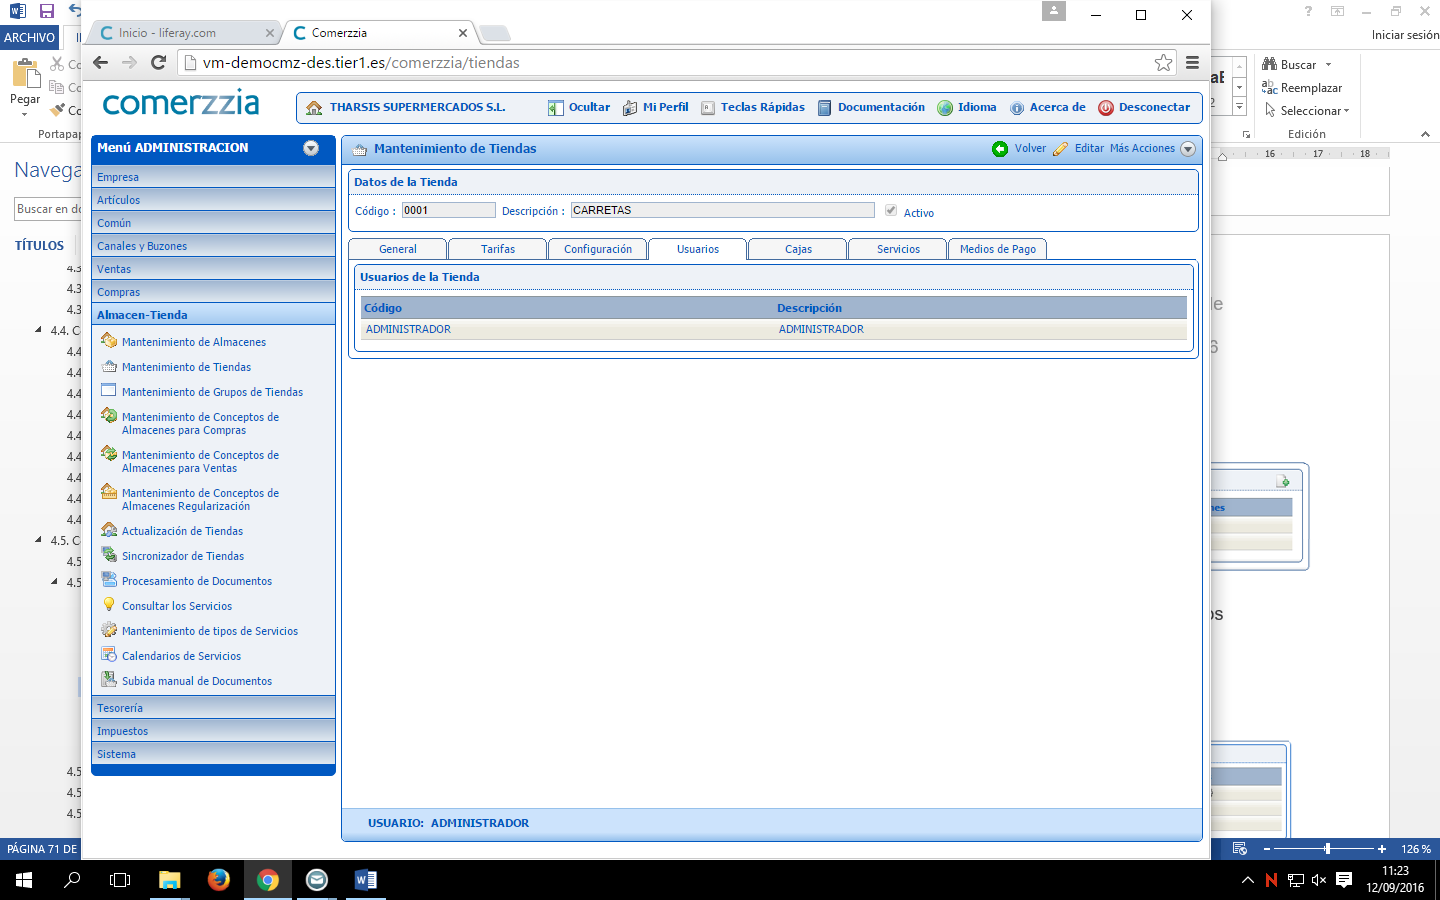 Inicio - liferay.com
Comerzzia
vm-democmz-des.tier1.es/comerzzia/tiendas
ARCHIVO
Iniciar sesión
Pegar
Portapap
Buscar
Reemplazar
Seleccionar
Edición
16 17 18
comerzzia
THARSIS SUPERMERCADOS S.L.
Ocultar
Mi Perfil
Teclas Rápidas
Documentación
Idioma
Acerca de
Desconectar
Menú ADMINISTRACION
Empresa
Artículos
Común
Canales y Buzones
Ventas
Compras
Almacen-Tienda
Mantenimiento de Almacenes
Mantenimiento de Tiendas
Mantenimiento de Grupos de Tiendas
Mantenimiento de Conceptos de
Almacenes para Compras
Mantenimiento de Conceptos de
Almacenes para Ventas
Mantenimiento de Conceptos de
Almacenes Regularización
Actualización de Tiendas
Sincronizador de Tiendas
Procesamiento de Documentos
Consultar los Servicios
Mantenimiento de tipos de Servicios
Calendarios de Servicios
Subida manual de Documentos
Tesorería
Impuestos
Sistema
Mantenimiento de Tiendas
Volver
Editar
Más Acciones
Datos de la Tienda
Código : 0001 Descripción : CARRETAS Activo
General Tarifas Configuración Usuarios Cajas Servicios Medios de Pago
Usuarios de la Tienda
Código Descripción
ADMINISTRADOR ADMINISTRADOR
USUARIO: ADMINISTRADOR
Navega
Buscar en do
TÍTULOS
4.3
4.3
4.4. C
4.4
4.4
4.4
4.4
4.4
4.4
4.4
4.4
4.4
4.5. C
4.5
4.5
4.5
4.5
4.5
PÁGINA 71 DE
126 %
11:23
12/09/2016